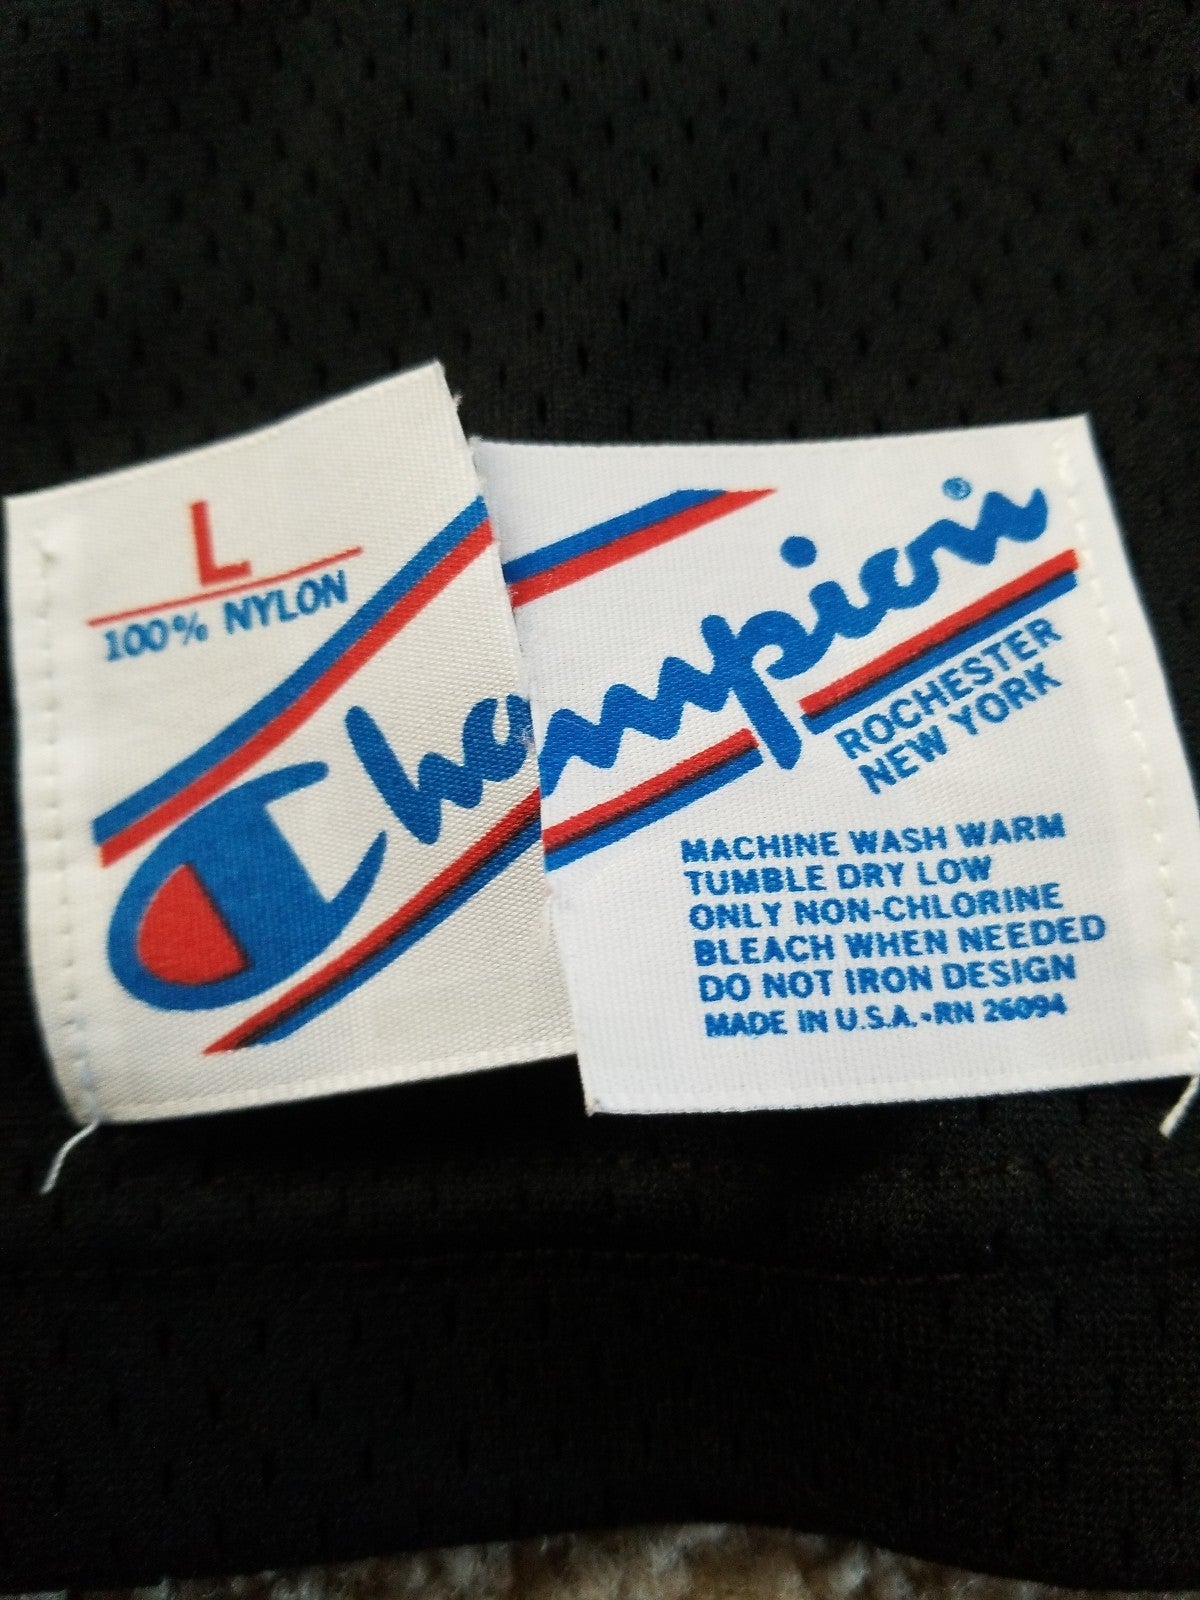 L
100% NYLON
Champion®
ROCHESTER
NEW YORK
MACHINE WASH WARM
TUMBLE DRY LOW
ONLY NON-CHLORINE
BLEACH WHEN NEEDED
DO NOT IRON DESIGN
MADE IN U.S.A.-RN 26094